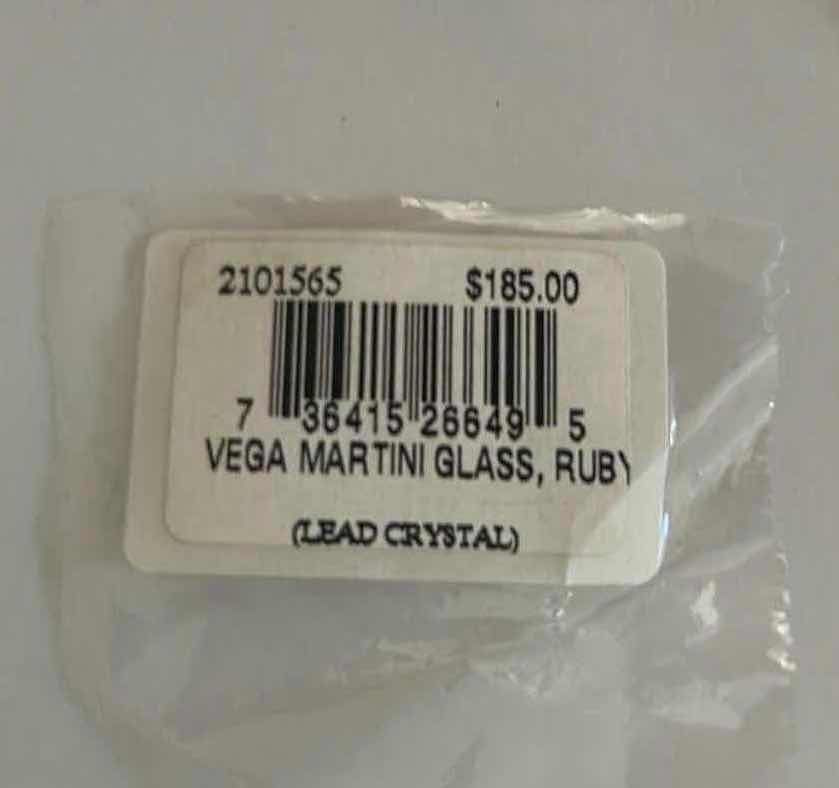 2101565 $185.00
7 36415 26649 5
VEGA MARTINI GLASS, RUBY
(LEAD CRYSTAL)